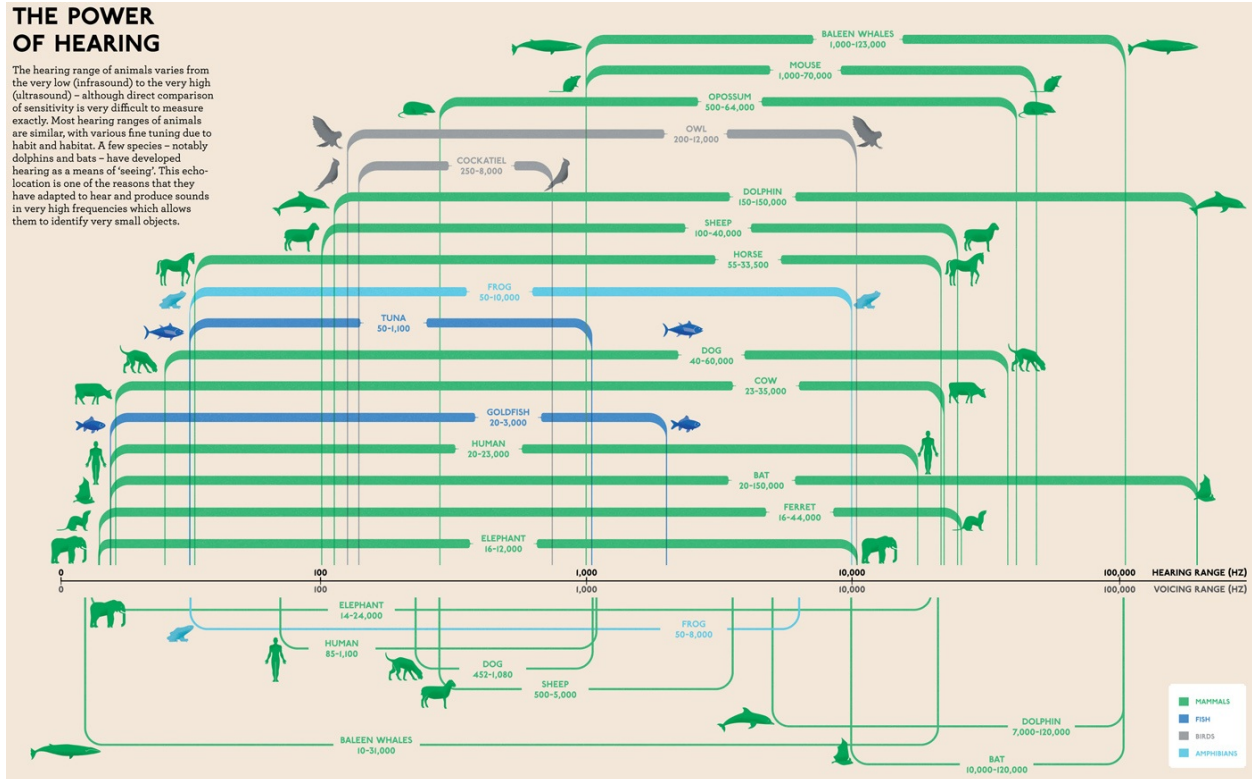 THE POWER
OF HEARING
The hearing range of animals varies from
the very low (infrasound) to the very high
(ultrasound) – although direct comparison
of sensitivity is very difficult to measure
exactly. Most hearing ranges of animals
are similar, with various fine tuning due to
habit and habitat. A few species – notably
dolphins and bats – have developed
hearing as a means of ‘seeing’. This echo-
location is one of the reasons that they
have adapted to hear and produce sounds
in very high frequencies which allows
them to identify very small objects.
BALEEN WHALES
1,000-123,000
MOUSE
1,000-70,000
OPOSSUM
500-64,000
OWL
200-12,000
COCKATIEL
250-8,000
DOLPHIN
150-150,000
SHEEP
100-40,000
HORSE
55-33,500
FROG
50-10,000
TUNA
50-1,100
DOG
40-60,000
COW
23-35,000
GOLDFISH
20-3,000
HUMAN
20-23,000
BAT
20-150,000
FERRET
16-44,000
ELEPHANT
16-12,000
0 100 1,000 10,000 100,000 HEARING RANGE (HZ)
0 100 1,000 10,000 100,000 VOICING RANGE (HZ)
ELEPHANT
14-24,000
FROG
50-8,000
HUMAN
85-1,100
DOG
452-1,080
SHEEP
500-5,000
DOLPHIN
7,000-120,000
BALEEN WHALES
10-31,000
BAT
10,000-120,000
MAMMALS
FISH
BIRDS
AMPHIBIANS